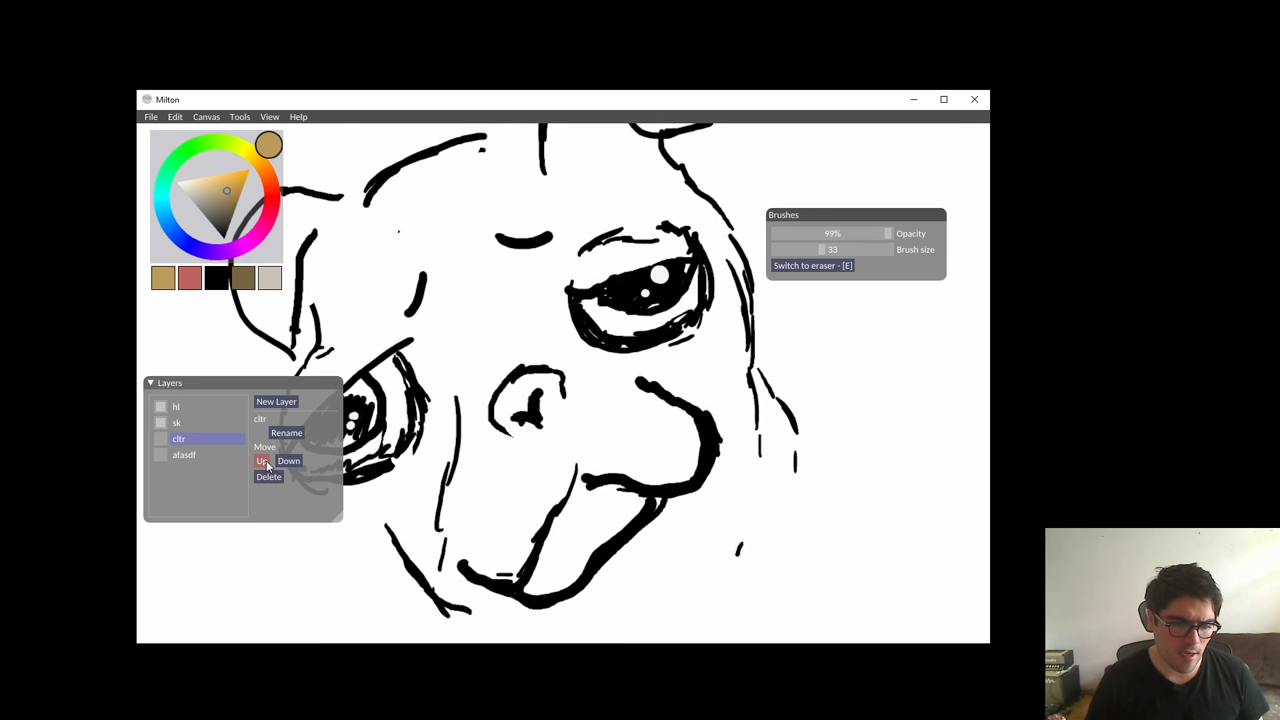 Milton
File Edit Canvas Tools View Help
Brushes
99% Opacity
33 Brush size
Switch to eraser - [E]
Layers
hl
sk
cltr
afasdf
New Layer
cltr
Rename
Move
Up Down
Delete